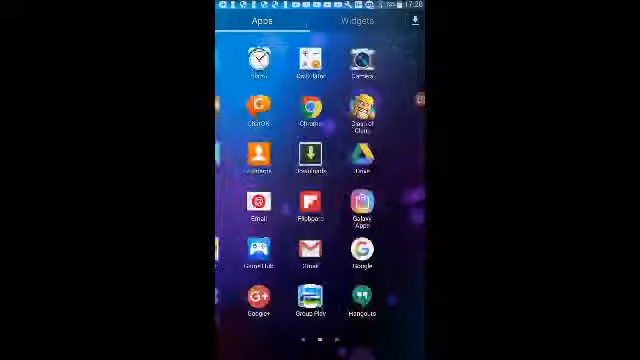 17:28
Apps Widgets
Alarm Calculator Camera
ChatON Chrome Clash of
Clans
Contacts Downloads Drive
Email Flipboard Galaxy
Apps
Game Hub Gmail Google
Google+ Group Play Hangouts